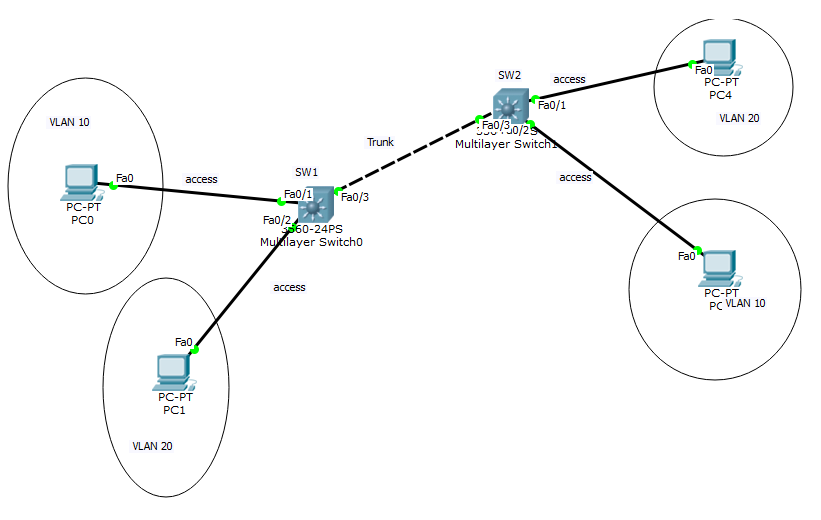 SW2
access
Fa0
PC-PT
PC4
VLAN 20
Fa0/1
Fa0/3
Multilayer Switch1
VLAN 10
Trunk
SW1
Fa0
access
PC-PT
PC0
Fa0/1
Fa0/3
Fa0/2
3560-24PS
Multilayer Switch0
access
access
Fa0
PC-PT
VLAN 10
Fa0
PC-PT
PC1
VLAN 20